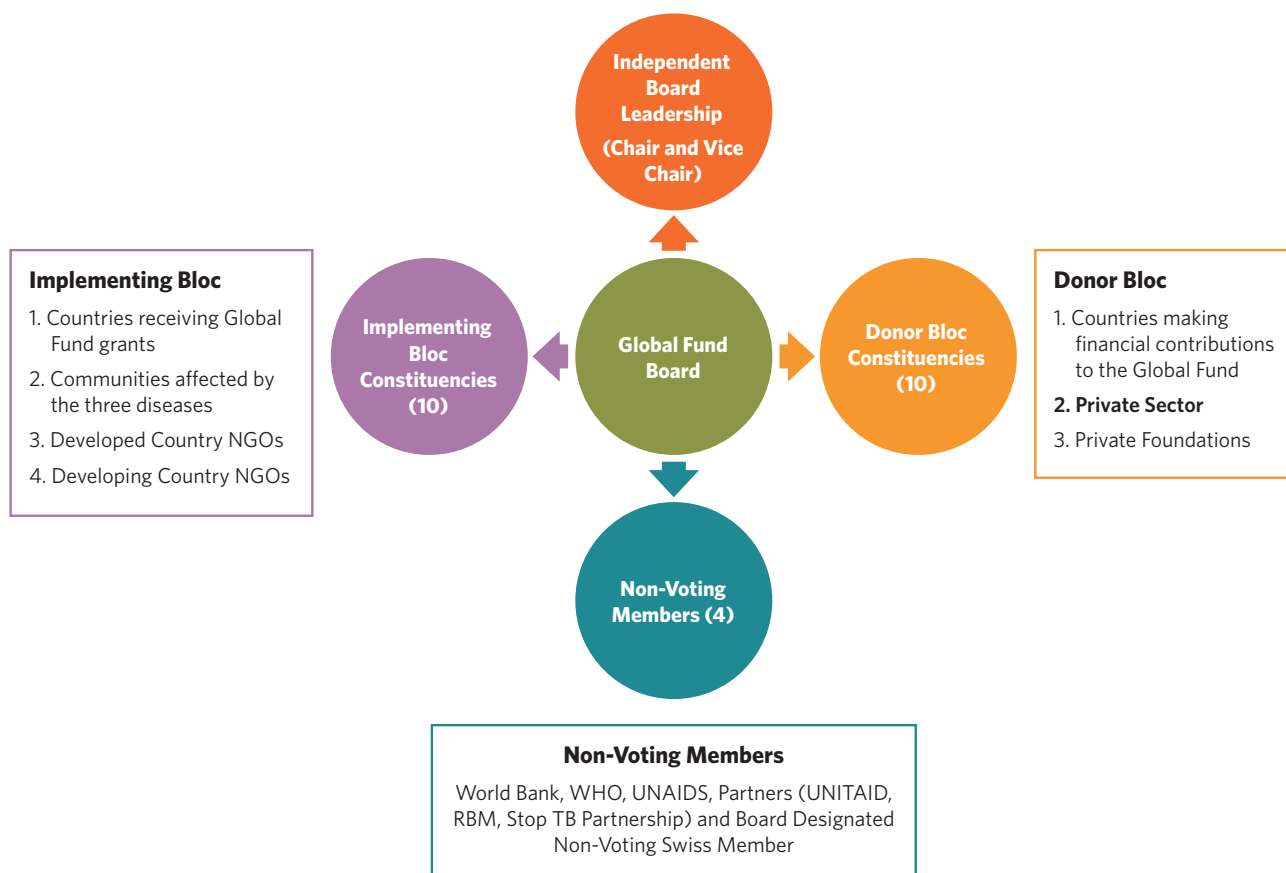 Independent
Board
Leadership
(Chair and Vice
Chair)
Implementing Bloc
1. Countries receiving Global
Fund grants
2. Communities affected by
the three diseases
3. Developed Country NGOs
4. Developing Country NGOs
Implementing
Bloc
Constituencies
(10)
Global Fund
Board
Donor Bloc
Constituencies
(10)
Donor Bloc
1. Countries making
financial contributions
to the Global Fund
2. Private Sector
3. Private Foundations
Non-Voting
Members (4)
Non-Voting Members
World Bank, WHO, UNAIDS, Partners (UNITAID,
RBM, Stop TB Partnership) and Board Designated
Non-Voting Swiss Member